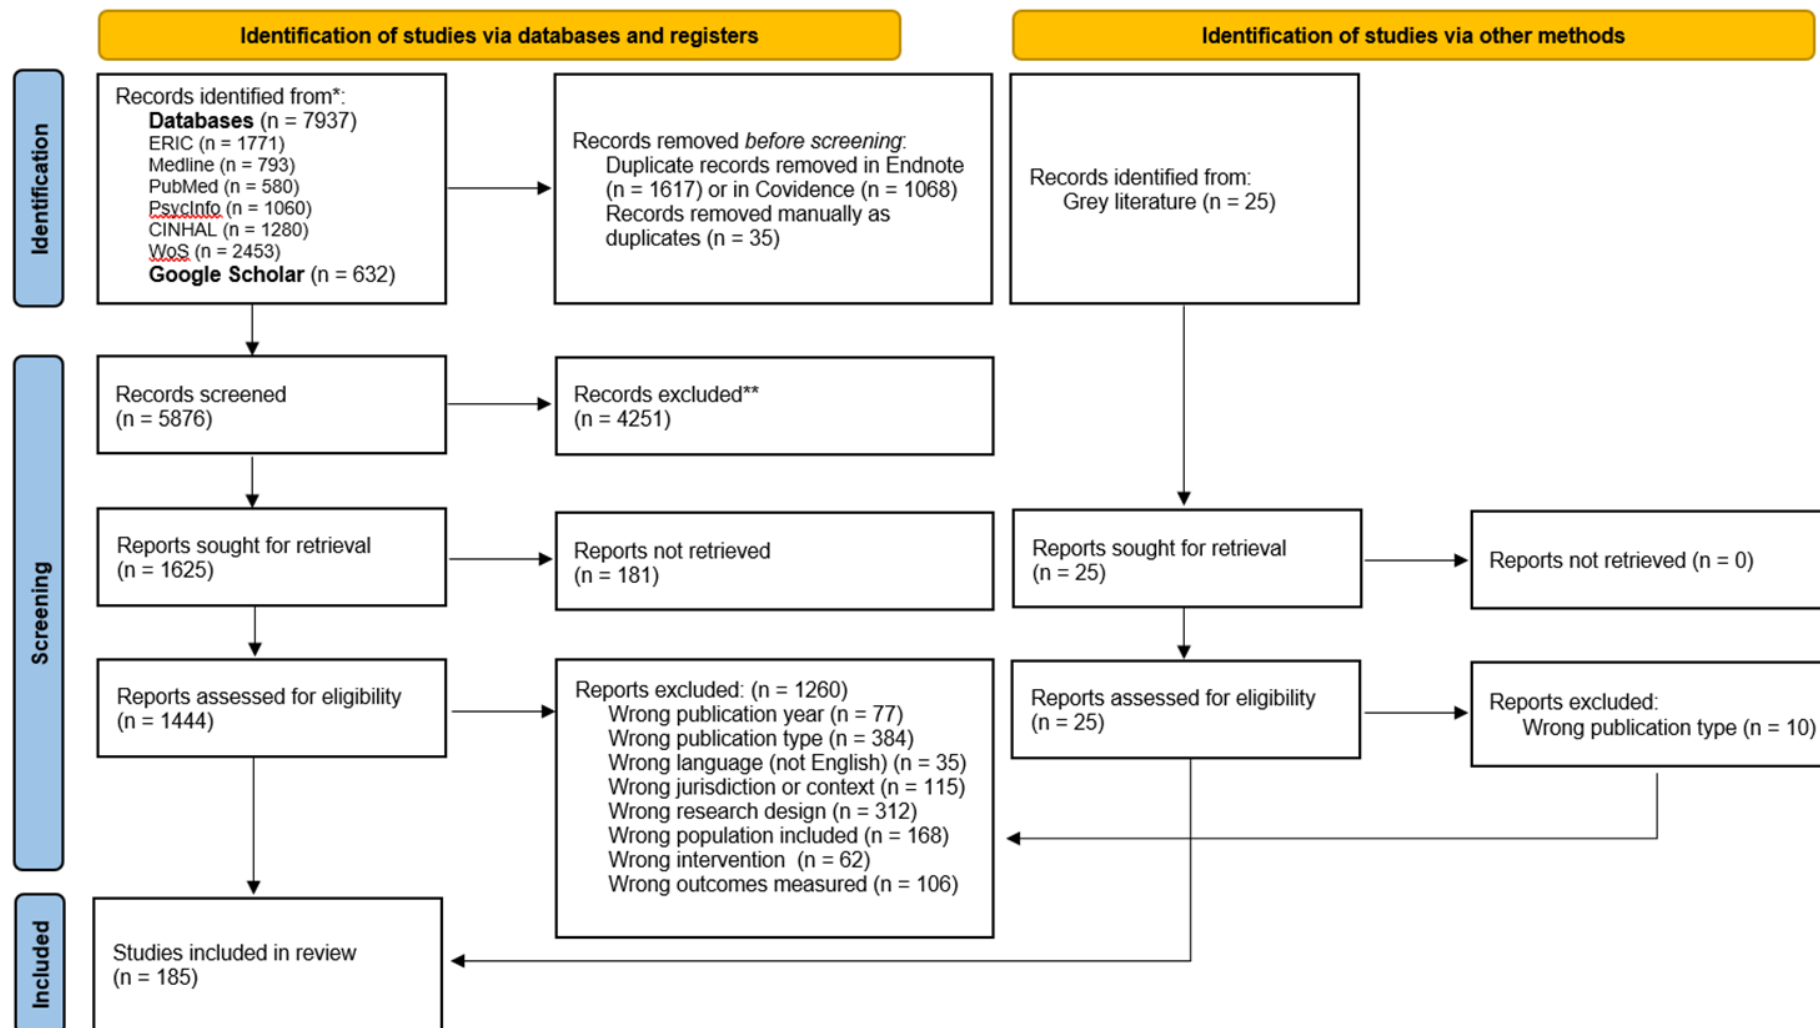 Identification of studies via databases and registers
Identification of studies via other methods
Identification
Records identified from*:
Databases (n = 7937)
ERIC (n = 1771)
Medline (n = 793)
PubMed (n = 580)
PsycInfo (n = 1060)
CINHAL (n = 1280)
WoS (n = 2453)
Google Scholar (n = 632)
Records removed before screening:
Duplicate records removed in Endnote
(n = 1617) or in Covidence (n = 1068)
Records removed manually as
duplicates (n = 35)
Records identified from:
Grey literature (n = 25)
Screening
Records screened
(n = 5876)
Records excluded**
(n = 4251)
Reports sought for retrieval
(n = 1625)
Reports not retrieved
(n = 181)
Reports sought for retrieval
(n = 25)
Reports not retrieved (n = 0)
Reports assessed for eligibility
(n = 1444)
Reports excluded: (n = 1260)
Wrong publication year (n = 77)
Wrong publication type (n = 384)
Wrong language (not English) (n = 35)
Wrong jurisdiction or context (n = 115)
Wrong research design (n = 312)
Wrong population included (n = 168)
Wrong intervention (n = 62)
Wrong outcomes measured (n = 106)
Reports assessed for eligibility
(n = 25)
Reports excluded:
Wrong publication type (n = 10)
Included
Studies included in review
(n = 185)